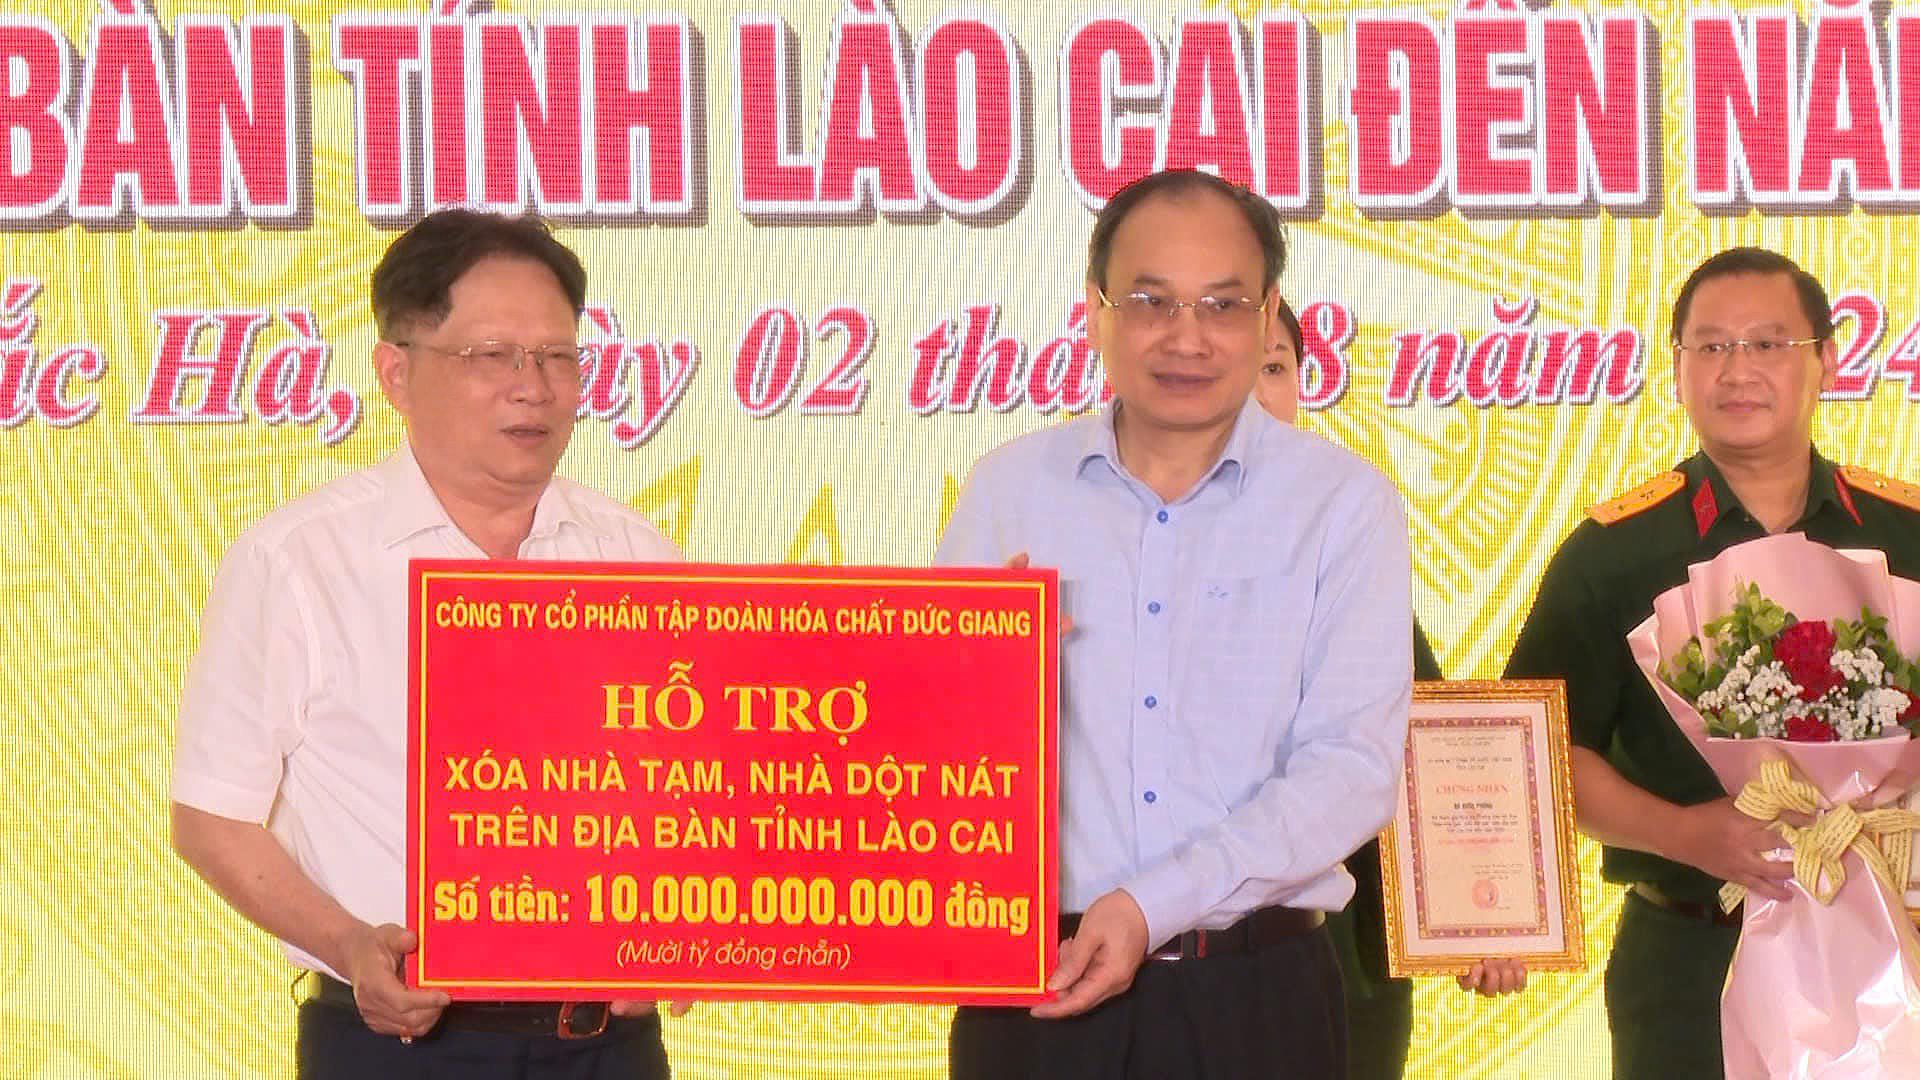 BÀN TỈNH LÀO CAI ĐẾN NĂ
ắc Hà, ày 02 thá 8 năm 24
CÔNG TY CỔ PHẦN TẬP ĐOÀN HÓA CHẤT ĐỨC GIANG
HỖ TRỢ
XÓA NHÀ TẠM, NHÀ DỘT NÁT
TRÊN ĐỊA BÀN TỈNH LÀO CAI
Số tiền: 10.000.000.000 đồng
(Mười tỷ đồng chẵn)
CHỨNG NHẬN